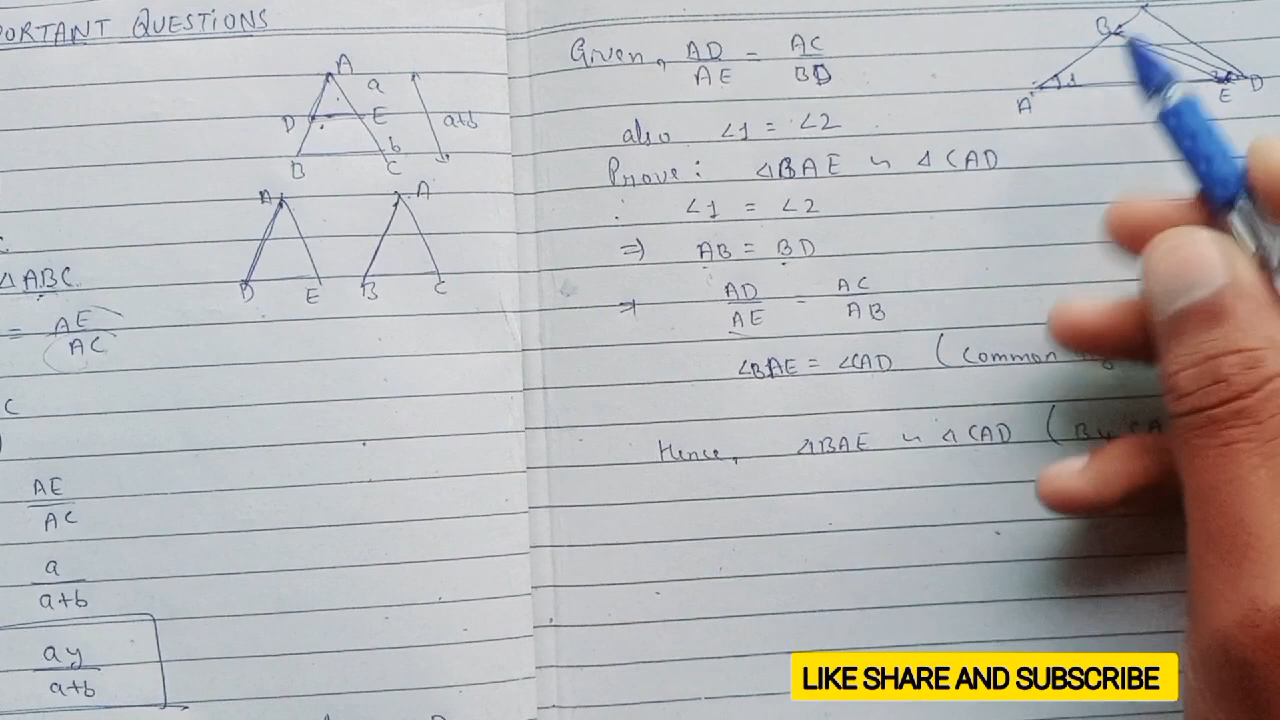 PORTANT QUESTIONS
A
a
D
E
a+b
b
B
C
A
A
D
E
B
C
△ABC.
= AE
AC
C
AE
AC
a
a+b
ay
a+b
Given, AD = AC
AE BD
also ∠1 = ∠2
Prove: △BAE ~ △CAD
∴ ∠1 = ∠2
⇒ AB = BD
⇒ AD = AC
AE AB
∠BAE = ∠CAD (Common
Hence, △BAE ~ △CAD (By
B
A
1
2
E
D
LIKE SHARE AND SUBSCRIBE